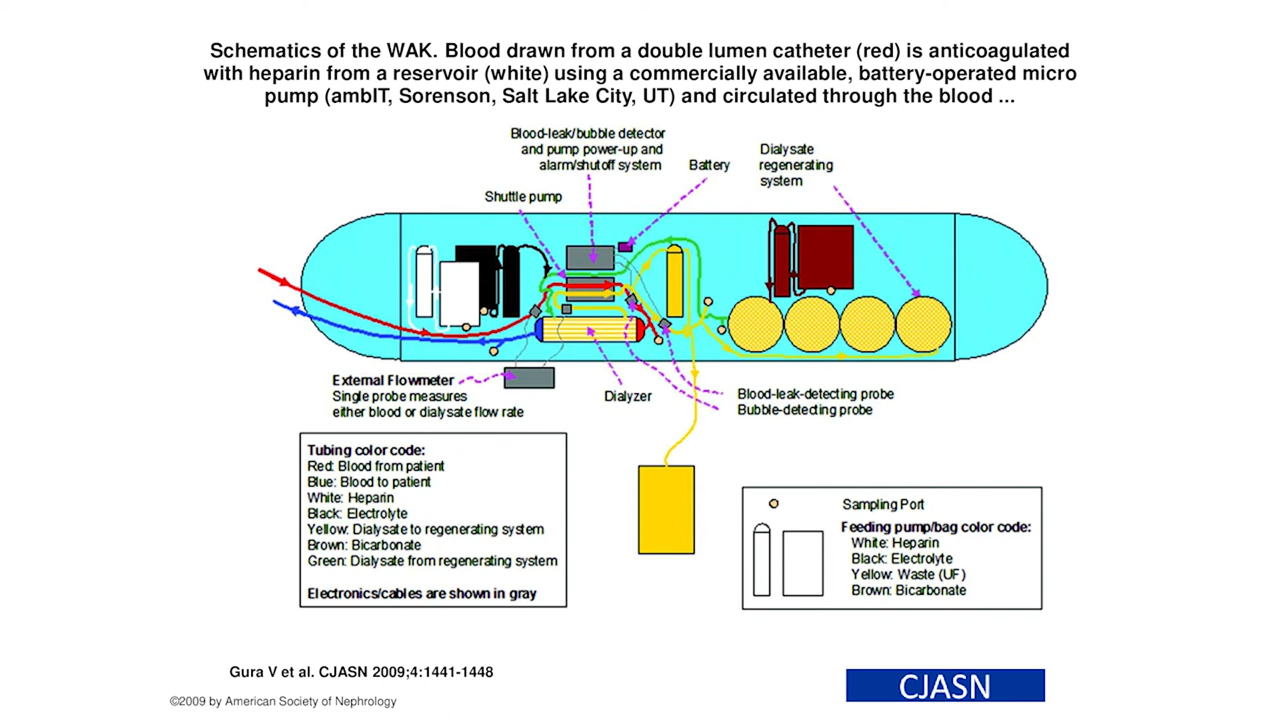 Schematics of the WAK. Blood drawn from a double lumen catheter (red) is anticoagulated
with heparin from a reservoir (white) using a commercially available, battery-operated micro
pump (ambIT, Sorenson, Salt Lake City, UT) and circulated through the blood ...
Blood-leak/bubble detector
and pump power-up and
alarm/shutoff system
Battery
Dialysate
regenerating
system
Shuttle pump
External Flowmeter
Single probe measures
either blood or dialysate flow rate
Dialyzer
Blood-leak-detecting probe
Bubble-detecting probe
Tubing color code:
Red: Blood from patient
Blue: Blood to patient
White: Heparin
Black: Electrolyte
Yellow: Dialysate to regenerating system
Brown: Bicarbonate
Green: Dialysate from regenerating system
Electronics/cables are shown in gray
Sampling Port
Feeding pump/bag color code:
White: Heparin
Black: Electrolyte
Yellow: Waste (UF)
Brown: Bicarbonate
Gura V et al. CJASN 2009;4:1441-1448
©2009 by American Society of Nephrology
CJASN